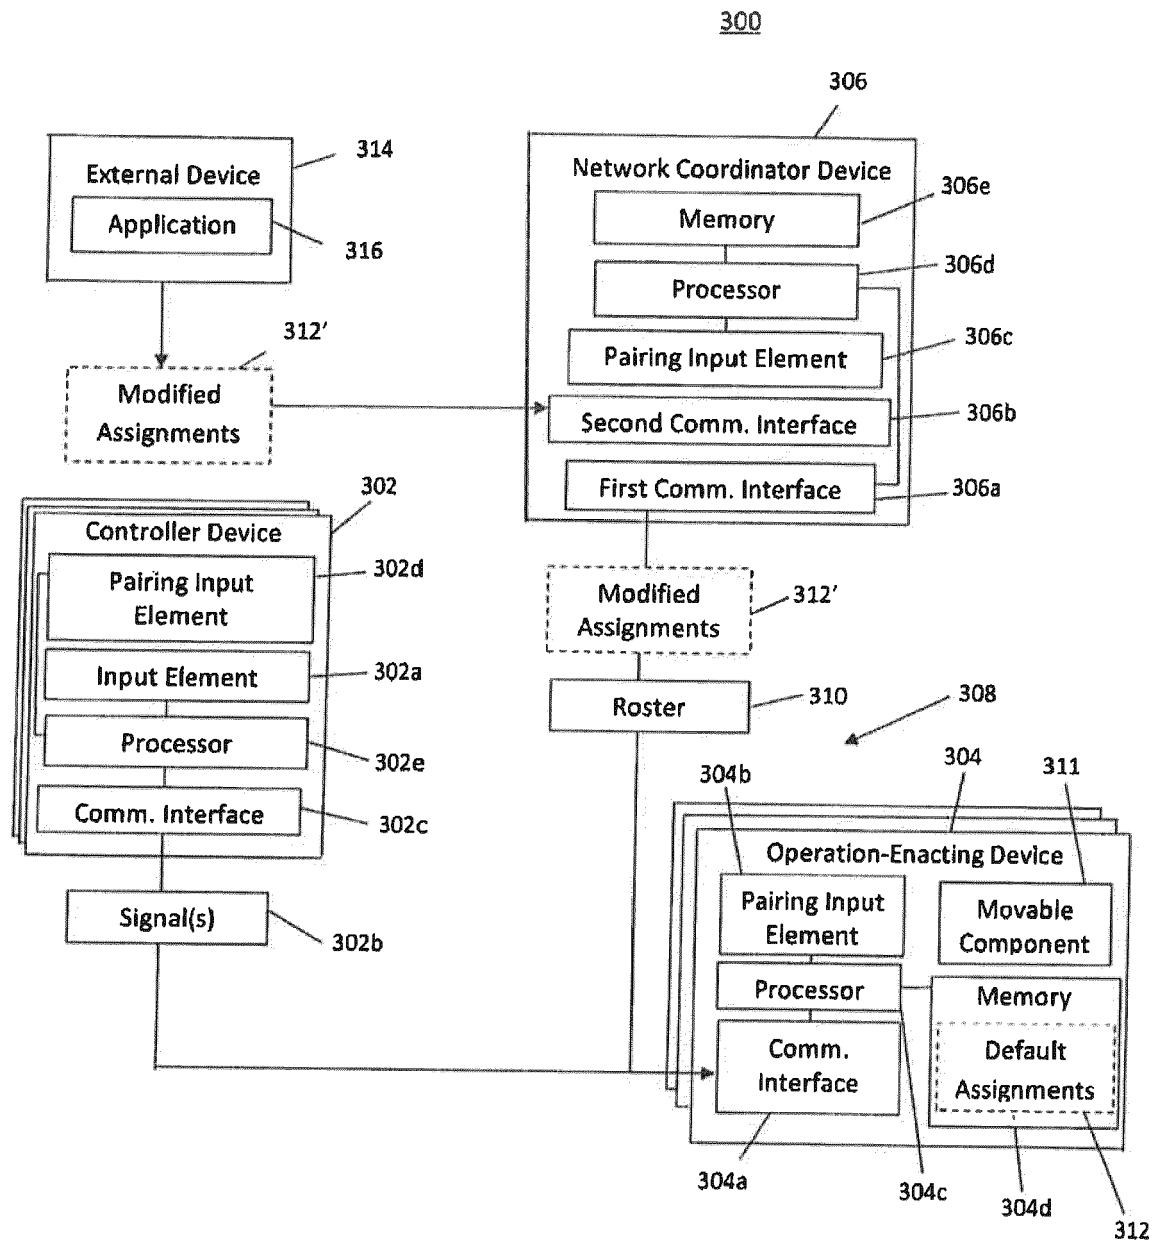 300
306
314
External Device
Application
316
Network Coordinator Device
306e
Memory
306d
Processor
306c
Pairing Input Element
306b
Second Comm. Interface
306a
First Comm. Interface
312'
Modified
Assignments
302
Controller Device
302d
Pairing Input
Element
302a
Input Element
Processor
302e
Comm. Interface
302c
Signal(s)
302b
Modified
Assignments
312'
Roster
310
308
304b
304
311
Operation-Enacting Device
Pairing Input
Element
Movable
Component
Processor
Memory
Comm.
Interface
Default
Assignments
304a
304c
304d
312